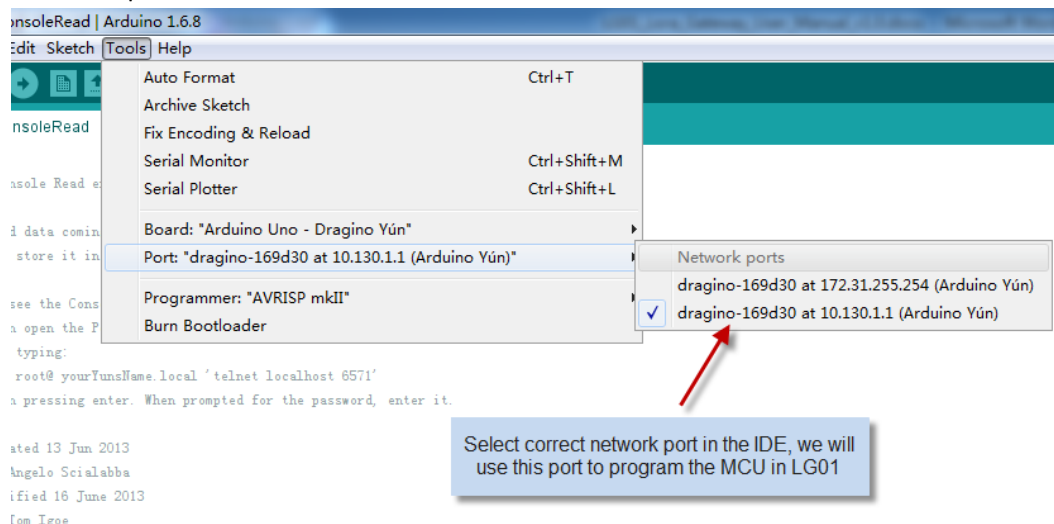 onsoleRead | Arduino 1.6.8
Edit Sketch Tools Help
Auto Format Ctrl+T
Archive Sketch
nsoleRead
Fix Encoding & Reload
Serial Monitor Ctrl+Shift+M
nsole Read e
Serial Plotter Ctrl+Shift+L
d data comin
Board: "Arduino Uno - Dragino Yún"
store it in
Port: "dragino-169d30 at 10.130.1.1 (Arduino Yún)"
Network ports
dragino-169d30 at 172.31.255.254 (Arduino Yún)
dragino-169d30 at 10.130.1.1 (Arduino Yún)
see the Cons
Programmer: "AVRISP mkII"
n open the P
Burn Bootloader
typing:
root@ yourYunsName.local 'telnet localhost 6571'
n pressing enter. When prompted for the password, enter it.
Select correct network port in the IDE, we will
use this port to program the MCU in LG01
ated 13 Jun 2013
Angelo Scialabba
ified 16 June 2013
Tom Igoe